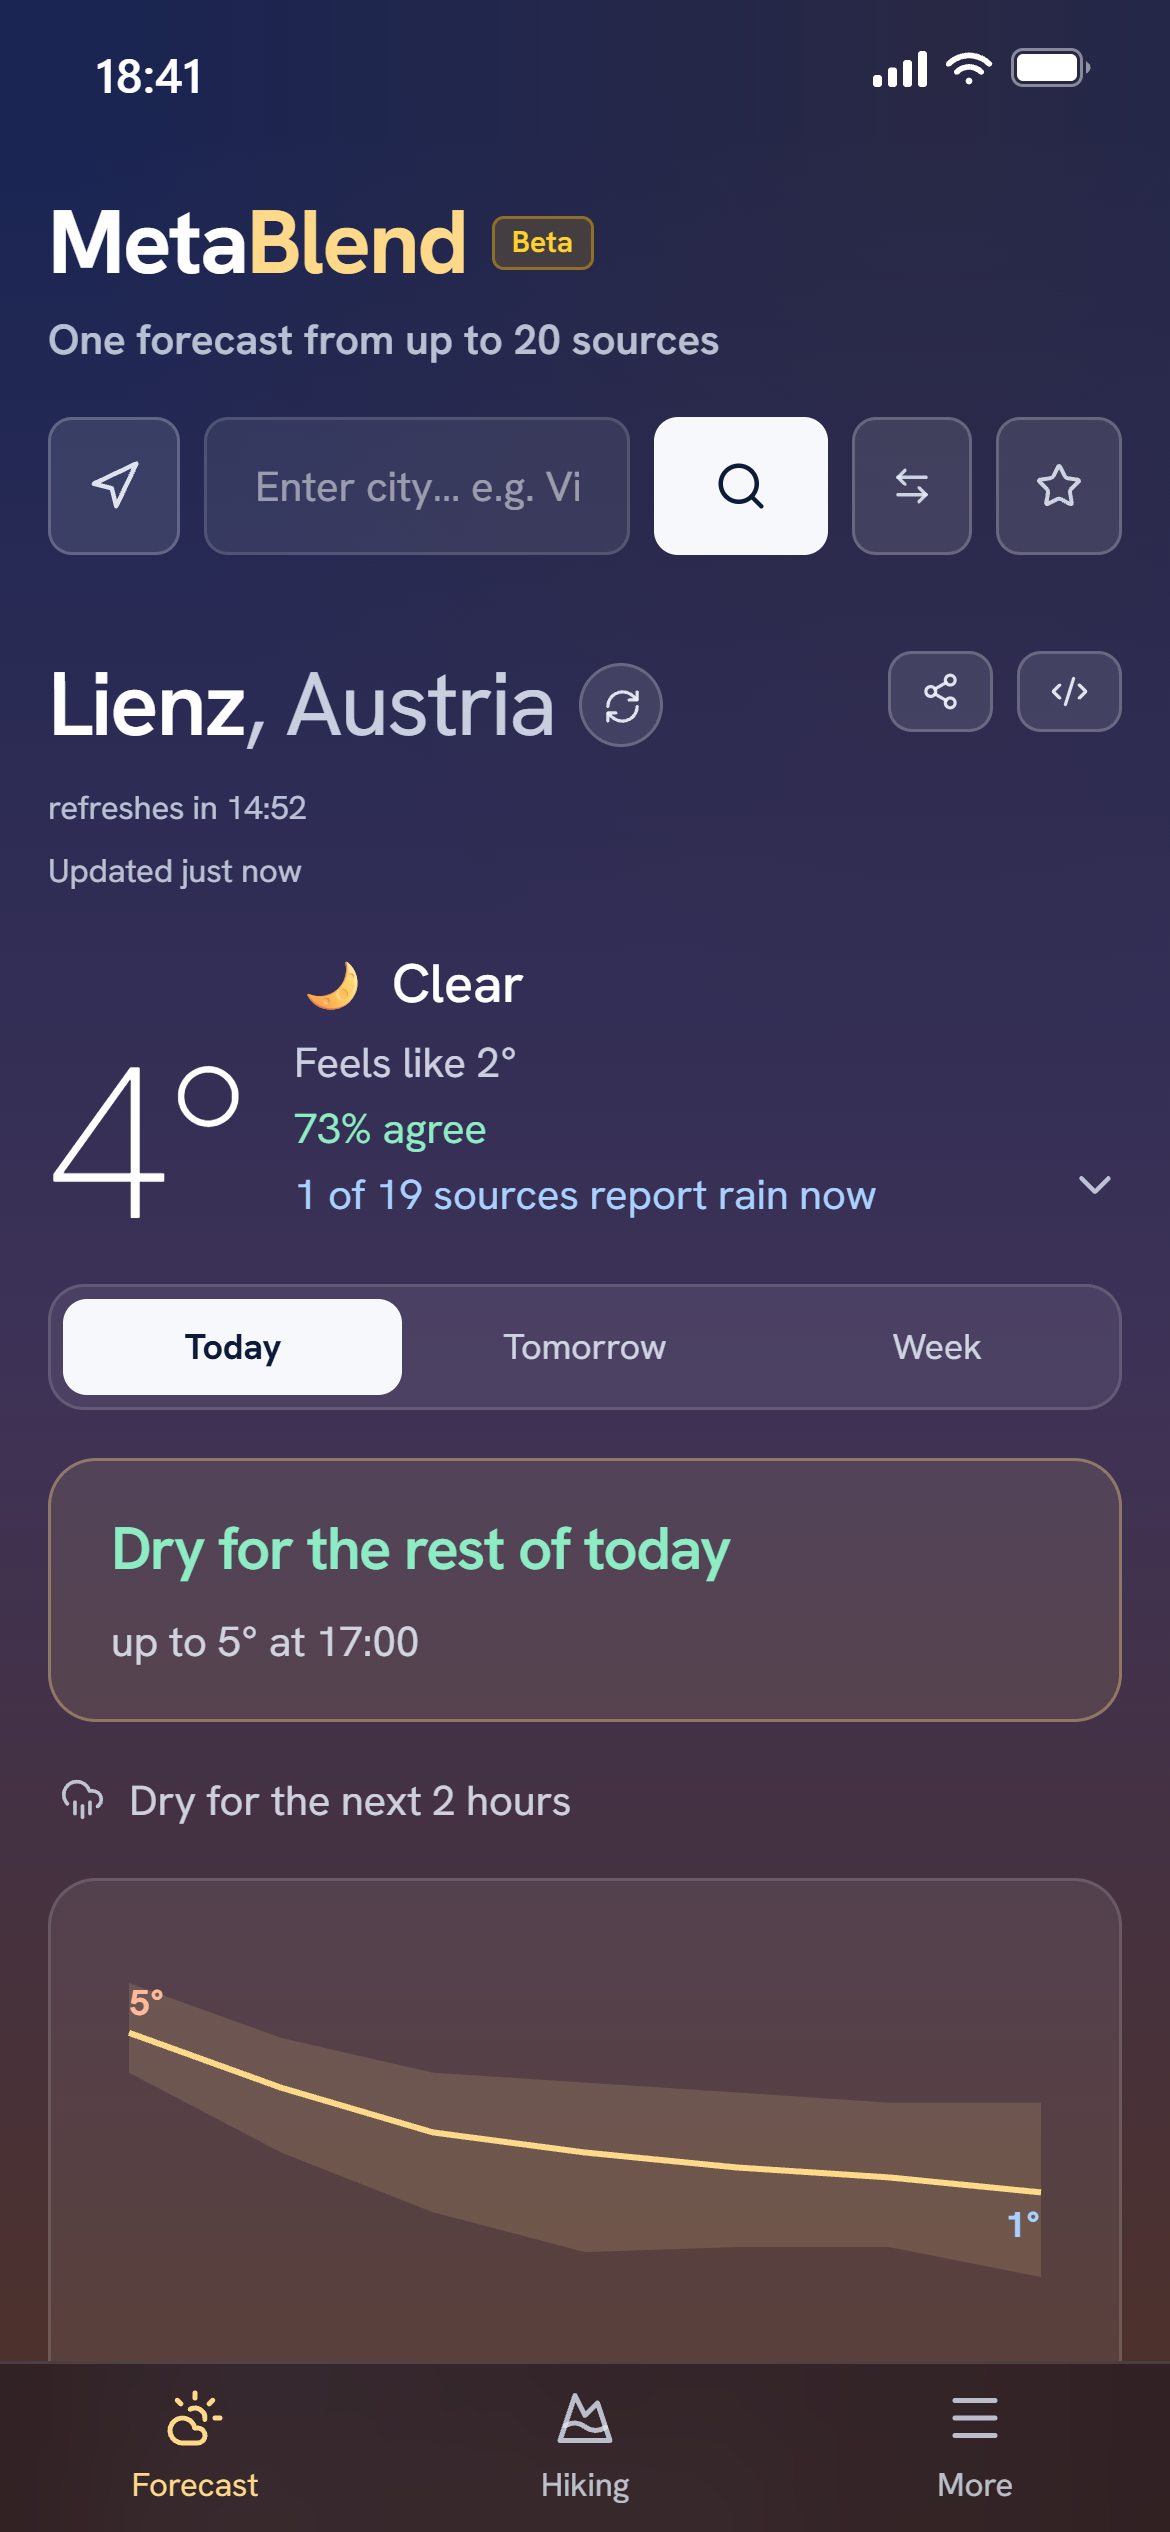 18:41
MetaBlend Beta
One forecast from up to 20 sources
Enter city... e.g. Vi
Lienz, Austria
refreshes in 14:52
Updated just now
Clear
4°
Feels like 2°
73% agree
1 of 19 sources report rain now
Today Tomorrow Week
Dry for the rest of today
up to 5° at 17:00
Dry for the next 2 hours
5°
1°
Forecast Hiking More